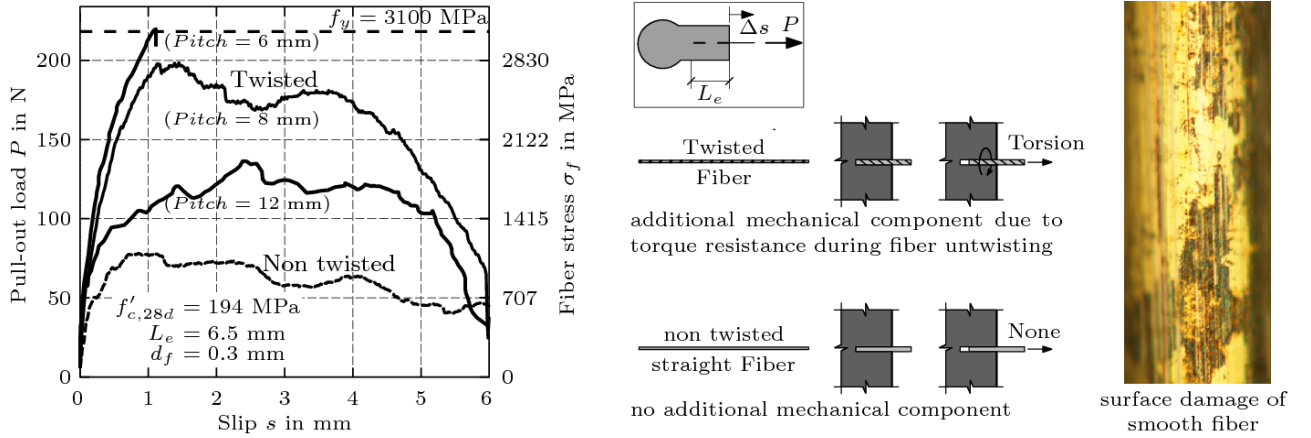 f_y = 3100 MPa
(Pitch = 6 mm)
Twisted
(Pitch = 8 mm)
(Pitch = 12 mm)
Non twisted
f′_c,28d = 194 MPa
L_e = 6.5 mm
d_f = 0.3 mm
Pull-out load P in N
200
150
100
50
0
0 1 2 3 4 5 6
Slip s in mm
2830
2122
1415
707
0
Fiber stress σ_f in MPa
Δs
P
L_e
Twisted
Fiber
Torsion
additional mechanical component due to
torque resistance during fiber untwisting
non twisted
straight Fiber
None
no additional mechanical component
surface damage of
smooth fiber